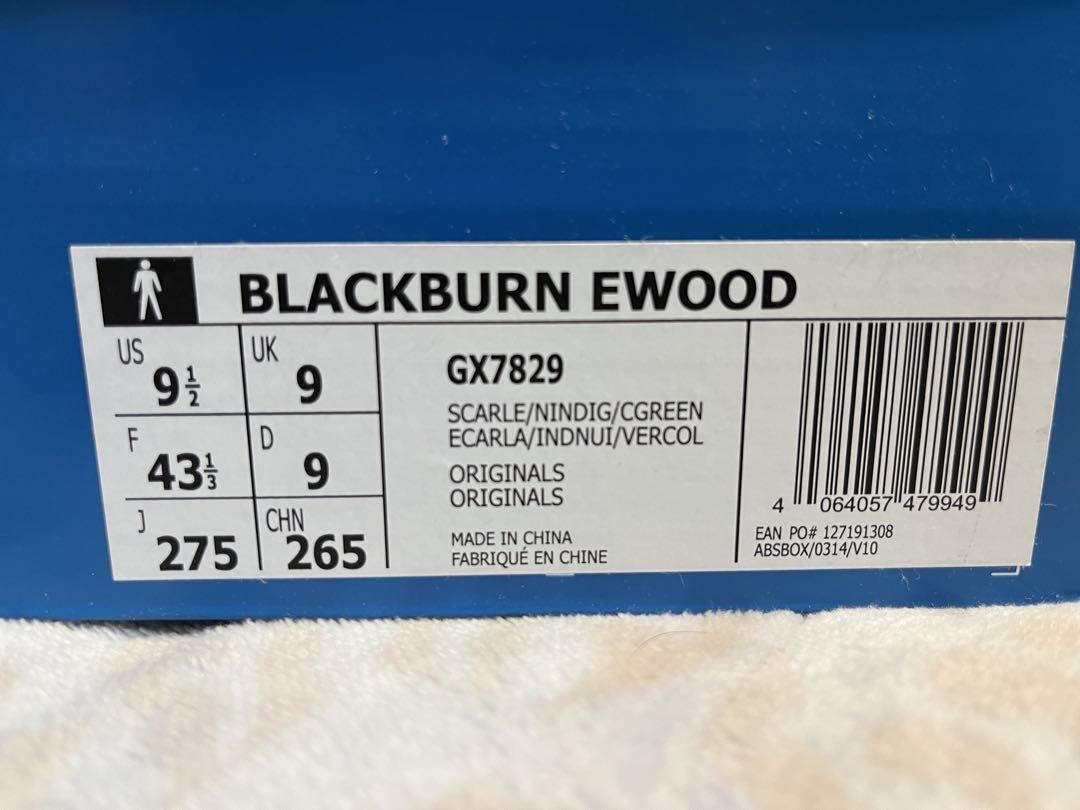 BLACKBURN EWOOD
US 9 1/2 UK 9
F 43 1/3 D 9
J 275 CHN 265
GX7829
SCARLE/NINDIG/CGREEN
ECARLA/INDNUI/VERCOL
ORIGINALS
ORIGINALS
MADE IN CHINA
FABRIQUÉ EN CHINE
4 064057 479949
EAN PO# 127191308
ABSBOX/0314/V10